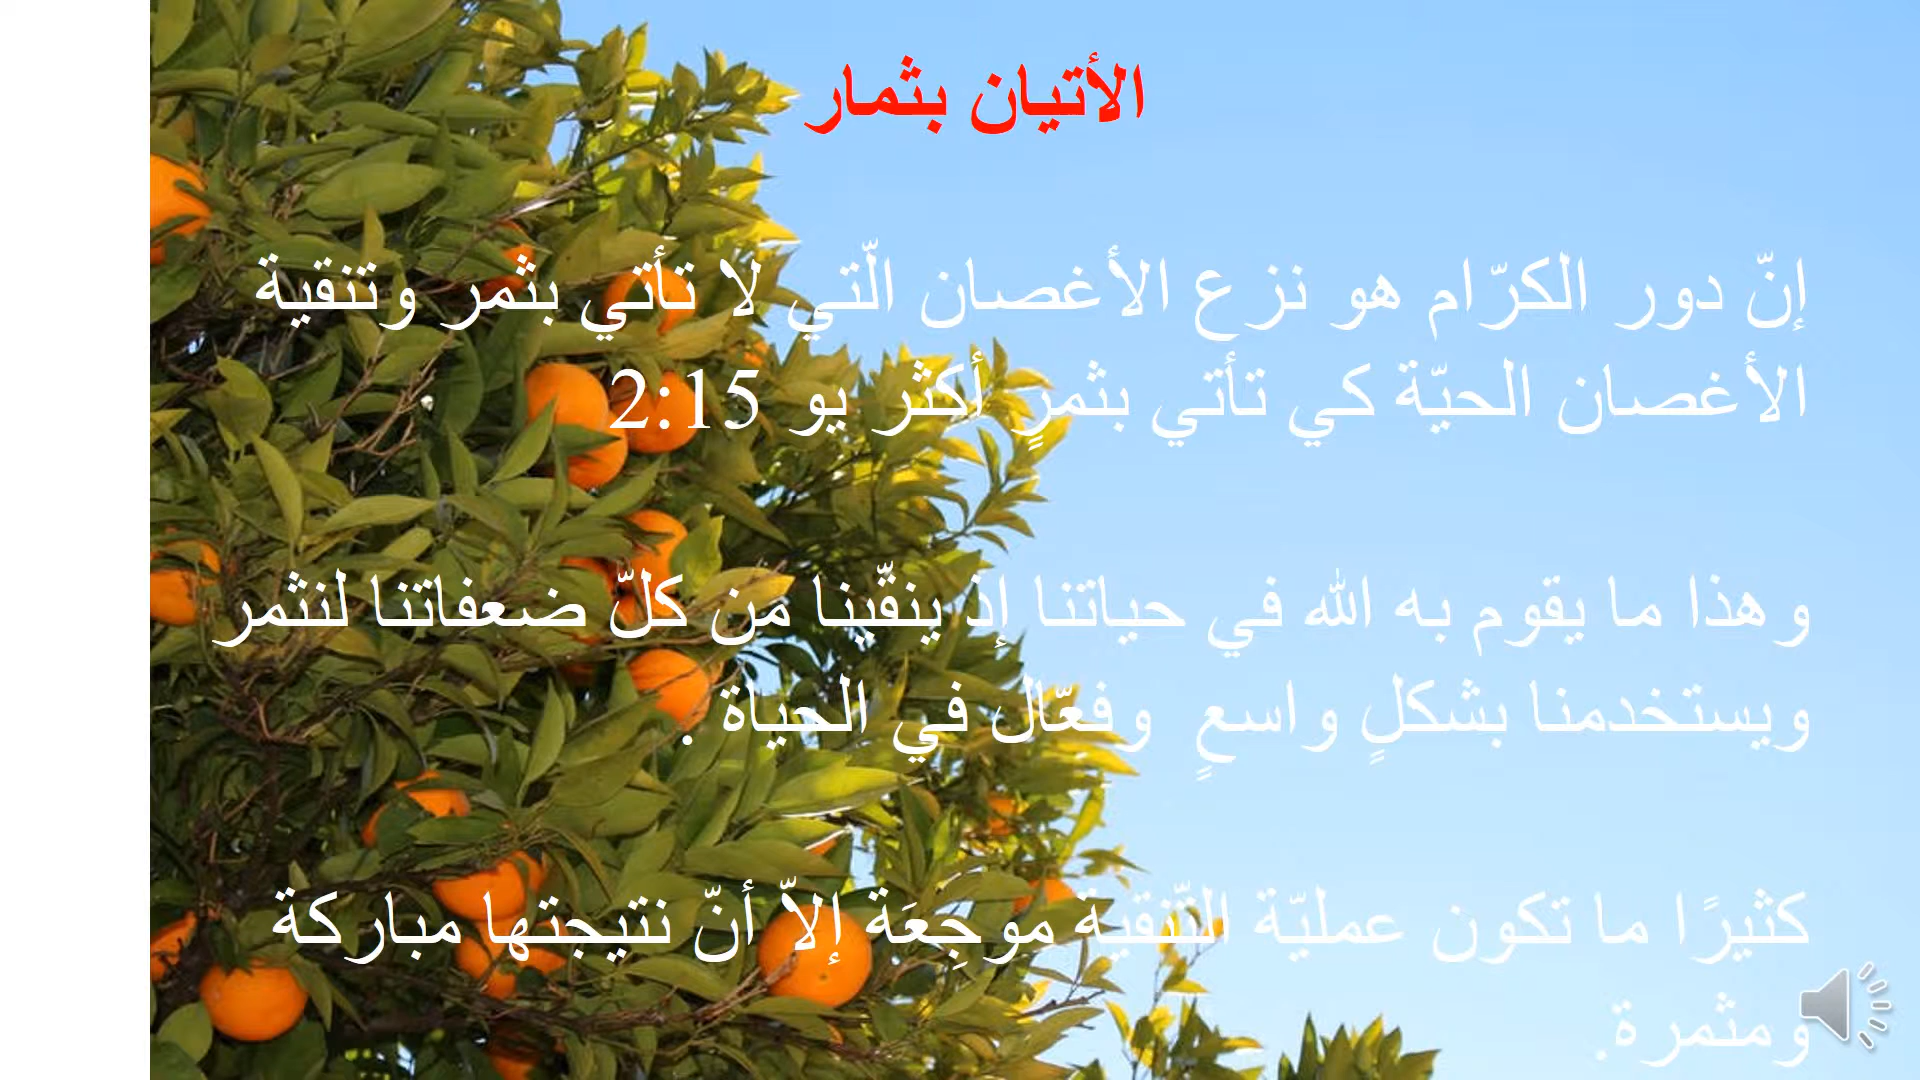 الأتيان بثمار
إنّ دور الكرّام هو نزع الأغصان الّتي لا تأتي بثمر وتنقية
الأغصان الحيّة كي تأتي بثمرٍ أكثر يو 2:15
وهذا ما يقوم به الله في حياتنا إذ ينقّينا من كلّ ضعفاتنا لنثمر
ويستخدمنا بشكلٍ واسعٍ وفعّال في الحياة .
كثيرًا ما تكون عمليّة التّنقية موجِعَة إلاّ أنّ نتيجتها مباركة
ومثمرة.